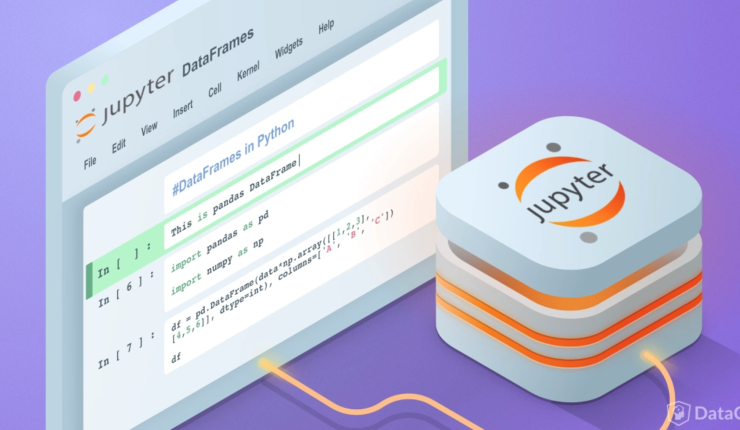 jupyter DataFrames
File Edit View Insert Cell Kernel Widgets Help
#DataFrames in Python
In [ ] : This is pandas DataFrame|
In [ 6 ] : import pandas as pd
import numpy as np
In [ 7 ] : df = pd.DataFrame(data*np.array([[1,2,3],
[4,5,6]], dtype=int), columns=['A', 'B', 'C'])
df
jupyter